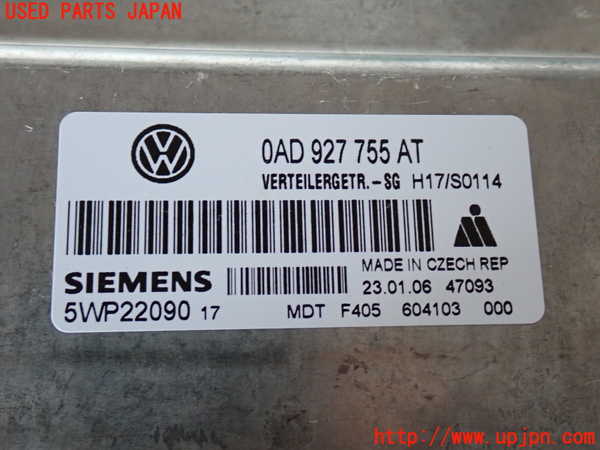 USED PARTS JAPAN
0AD 927 755 AT
VERTEILERGETR.-SG H17/S0114
MADE IN CZECH REP
SIEMENS
23.01.06 47093
5WP22090 17
MDT F405 604103 000
UPJ http://www.upjpn.com/